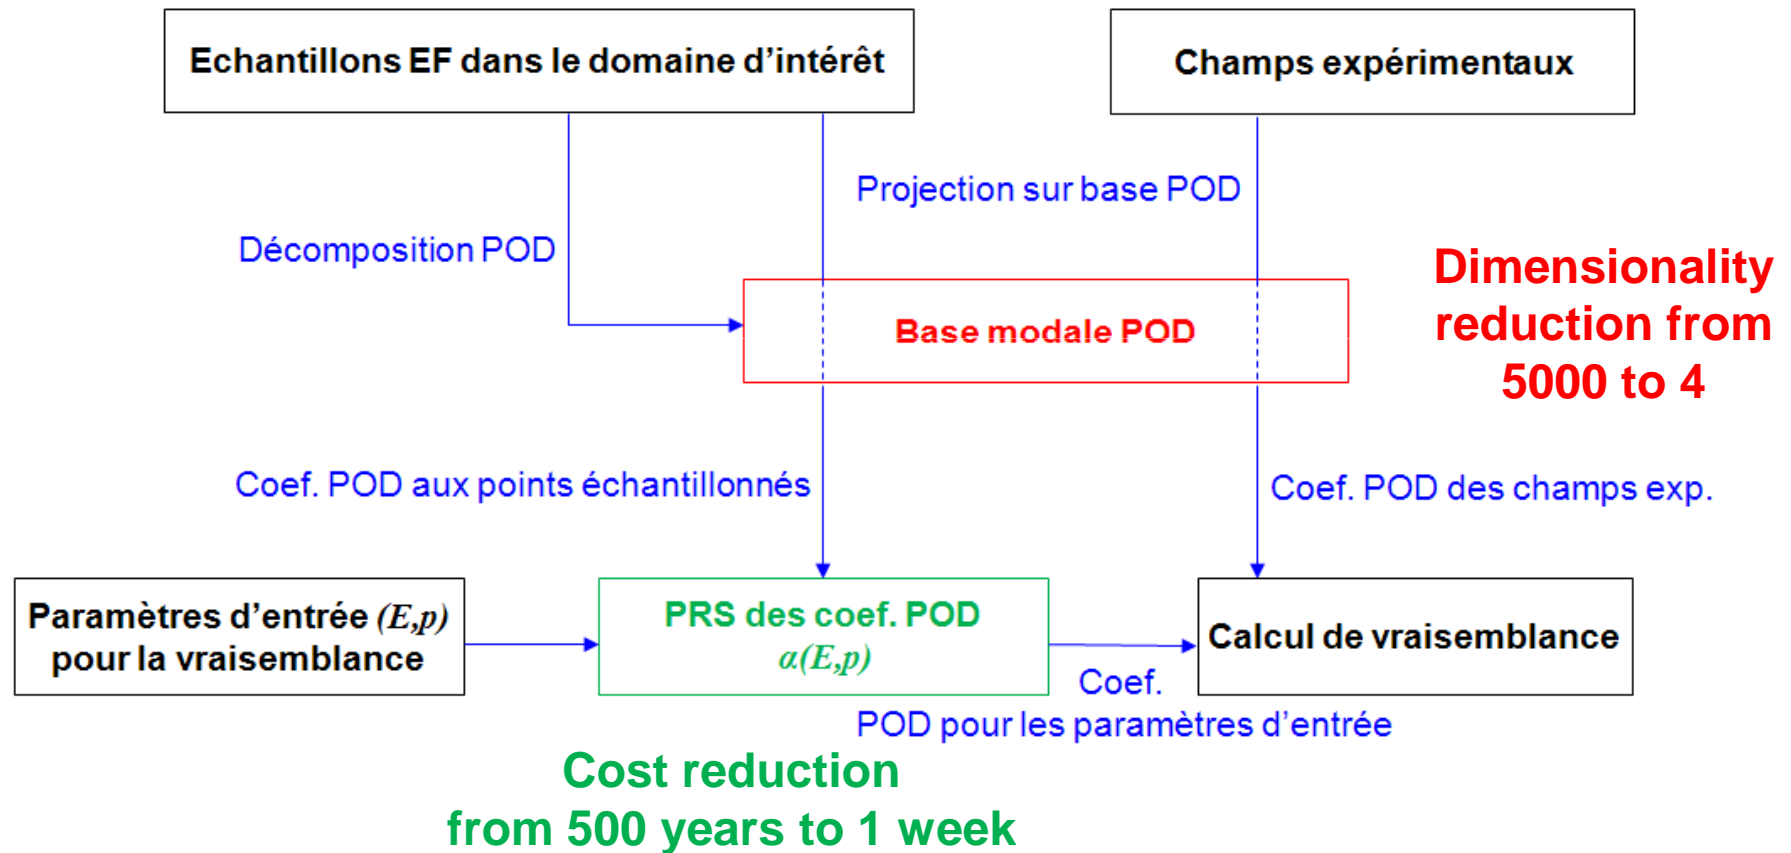 Echantillons EF dans le domaine d’intérêt
Champs expérimentaux
Projection sur base POD
Décomposition POD
Dimensionality
reduction from
5000 to 4
Base modale POD
Coef. POD aux points échantillonnés
Coef. POD des champs exp.
Paramètres d’entrée (E,p)
pour la vraisemblance
PRS des coef. POD
α(E,p)
Calcul de vraisemblance
Coef.
POD pour les paramètres d’entrée
Cost reduction
from 500 years to 1 week